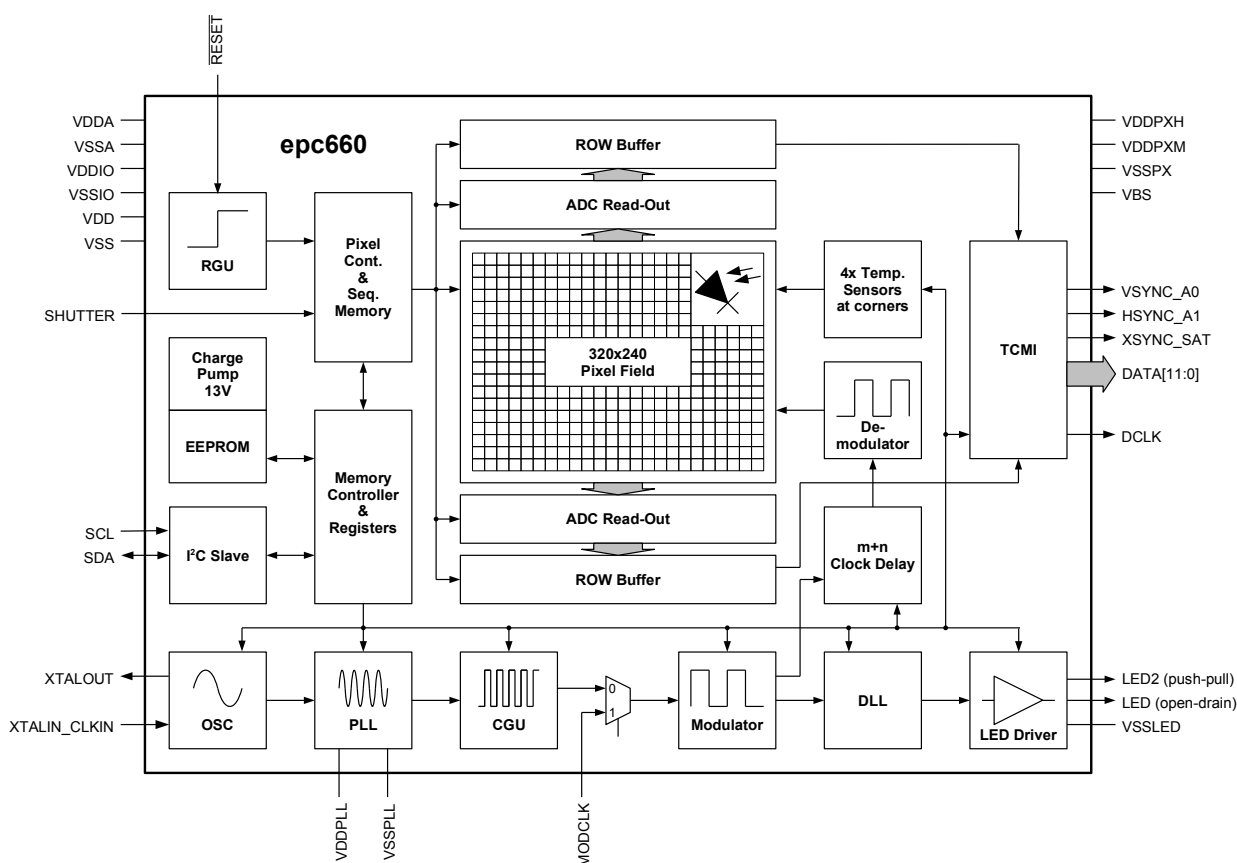 RESET
VDDA
VSSA
VDDIO
VSSIO
VDD
VSS
SHUTTER
SCL
SDA
XTALOUT
XTALIN_CLKIN
epc660
RGU
Pixel
Cont.
&
Seq.
Memory
Charge
Pump
13V
EEPROM
I²C Slave
Memory
Controller
&
Registers
ROW Buffer
ADC Read-Out
320x240
Pixel Field
ADC Read-Out
ROW Buffer
4x Temp.
Sensors
at corners
De-
modulator
m+n
Clock Delay
TCMI
OSC
PLL
CGU
0
1
Modulator
DLL
LED Driver
VDDPXH
VDDPXM
VSSPX
VBS
VSYNC_A0
HSYNC_A1
XSYNC_SAT
DATA[11:0]
DCLK
LED2 (push-pull)
LED (open-drain)
VSSLED
VDDPLL
VSSPLL
MODCLK